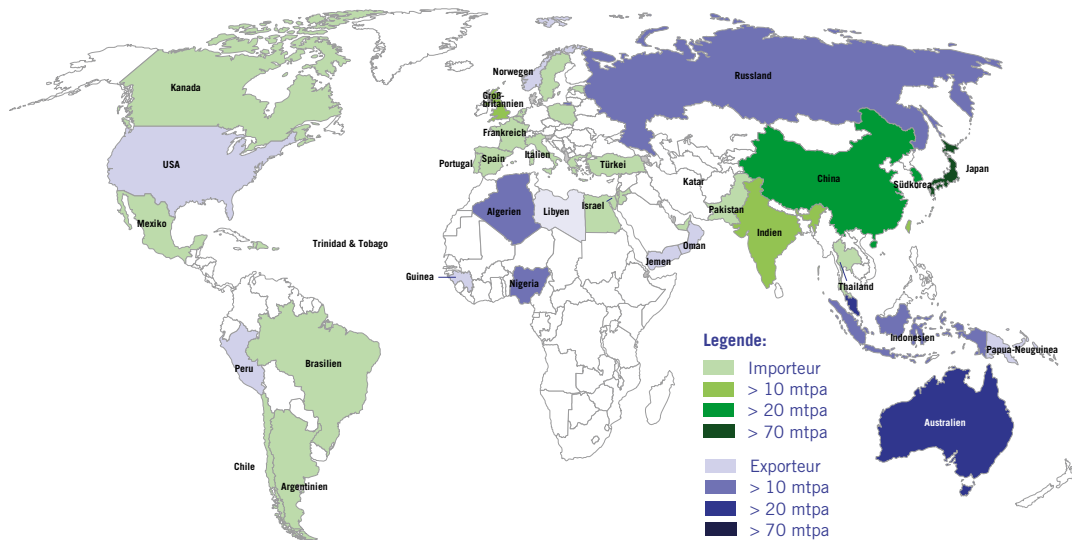 Kanada
USA
Mexiko
Trinidad & Tobago
Guinea
Peru
Brasilien
Chile
Argentinien
Norwegen
Groß-
britannien
Frankreich
Portugal
Spain
Italien
Türkei
Algerien
Libyen
Israel
Nigeria
Katar
Oman
Jemen
Pakistan
Indien
Russland
China
Südkorea
Japan
Thailand
Indonesien
Papua-Neuguinea
Australien
Legende:
Importeur
> 10 mtpa
> 20 mtpa
> 70 mtpa
Exporteur
> 10 mtpa
> 20 mtpa
> 70 mtpa